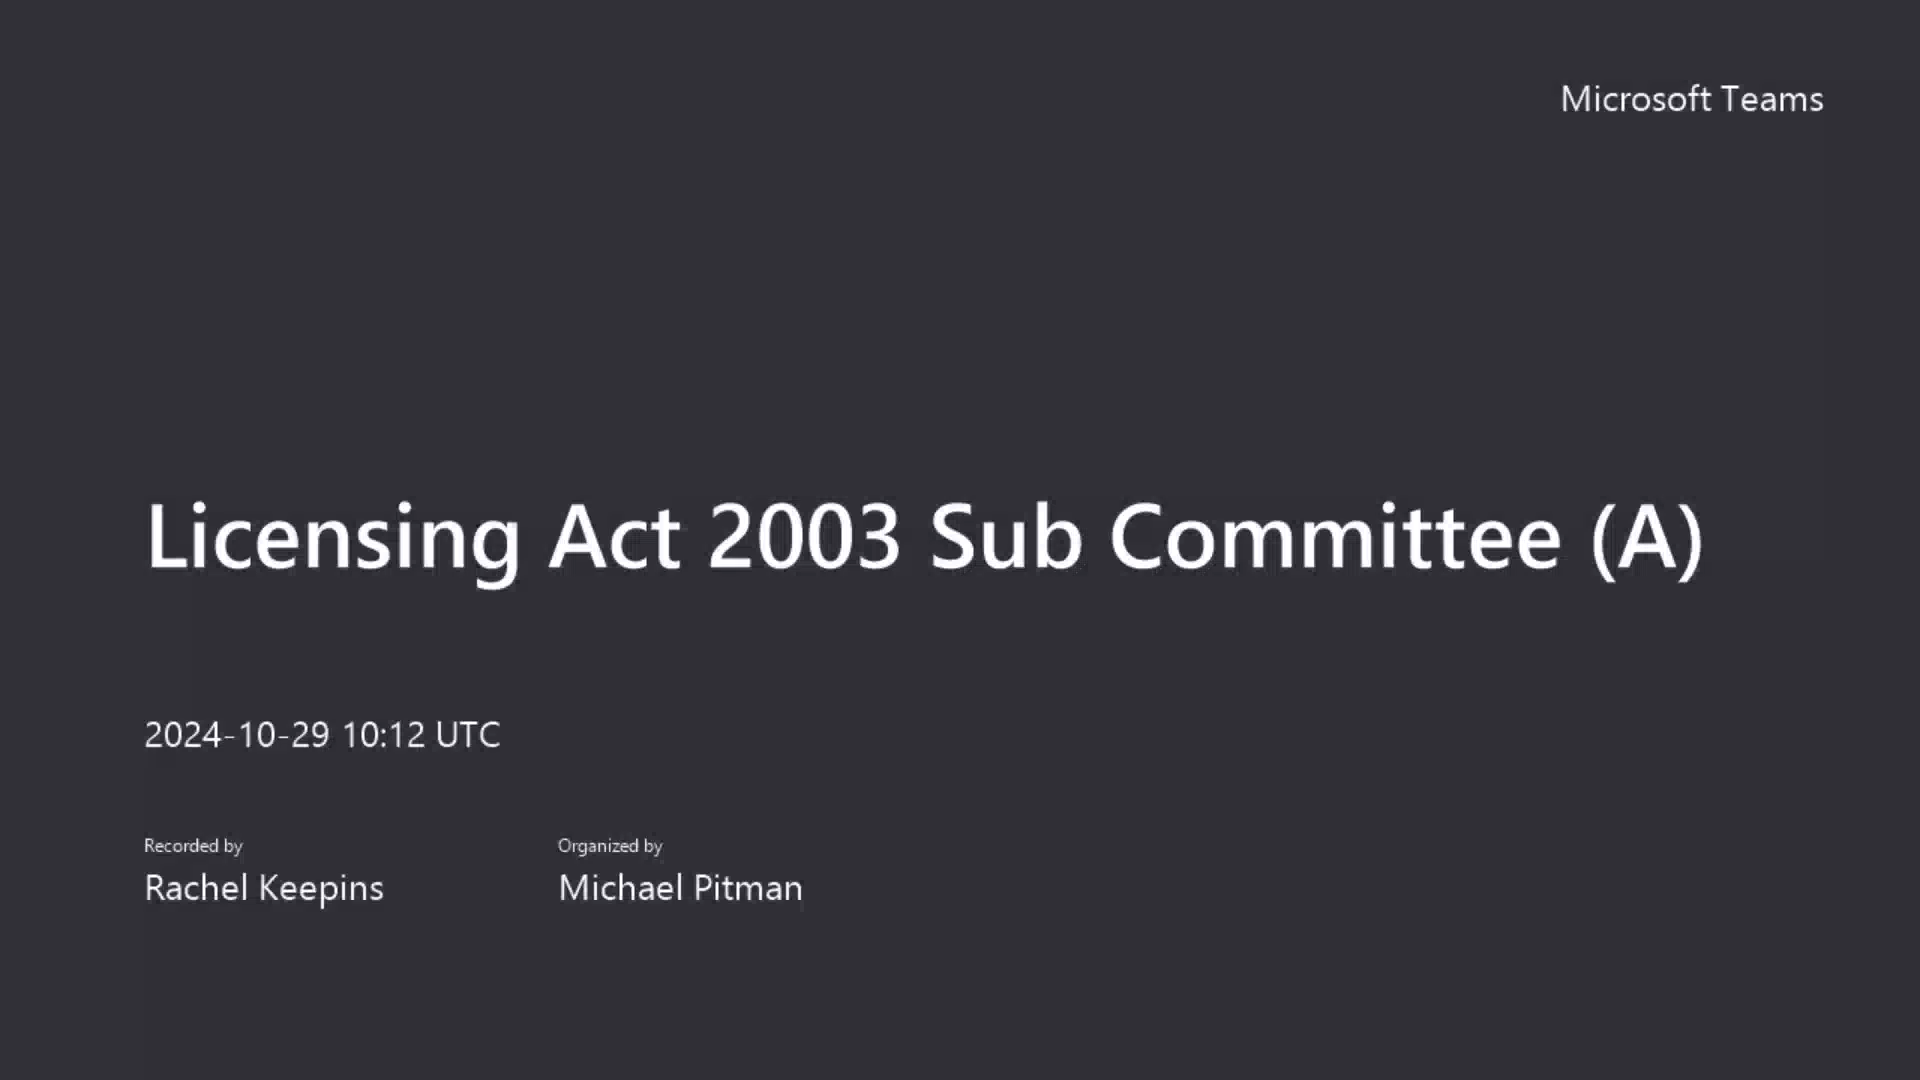 Microsoft Teams
Licensing Act 2003 Sub Committee (A)
2024-10-29 10:12 UTC
Recorded by
Rachel Keepins
Organized by
Michael Pitman